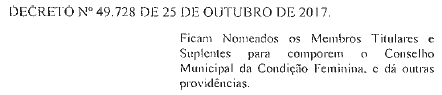 DECRETO Nº 49.728 DE 25 DE OUTUBRO DE 2017.
Ficam Nomeados os Membros Titulares e
Suplentes para comporem o Conselho
Municipal da Condição Feminina, e dá outras
providências.